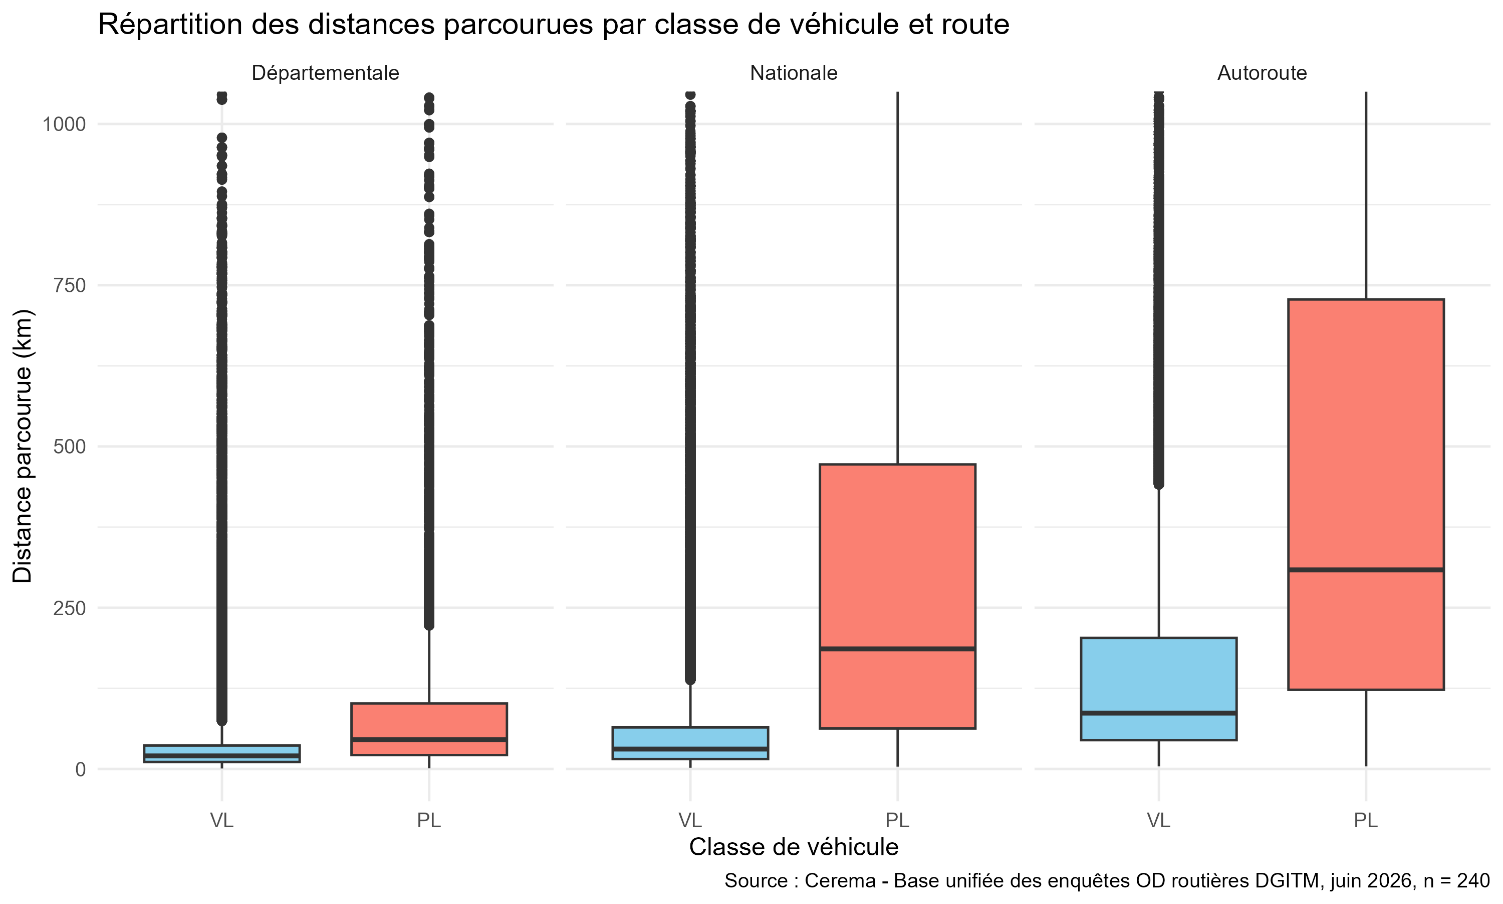 Répartition des distances parcourues par classe de véhicule et route
Départementale
Nationale
Autoroute
1000
750
500
250
0
Distance parcourue (km)
VL
PL
VL
PL
VL
PL
Classe de véhicule
Source : Cerema - Base unifiée des enquêtes OD routières DGITM, juin 2026, n = 240